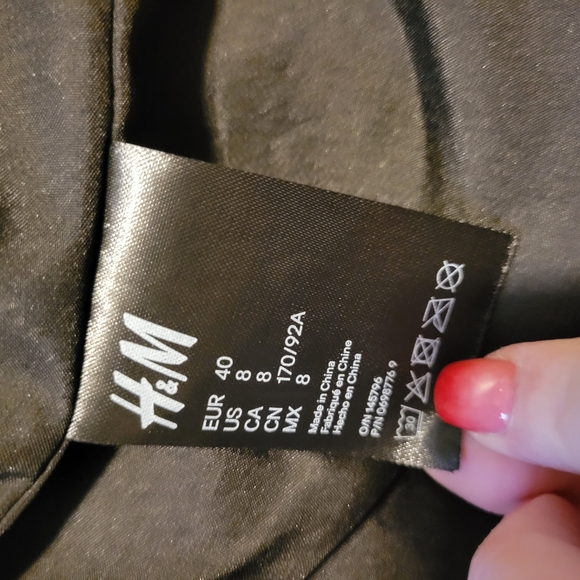 H&M
EUR 40
US 8
CA 8
CN 170/92A
MX 8
Made in China
Fabriqué en Chine
Hecho en China
O/N 145796
P/N 0698776 9
30